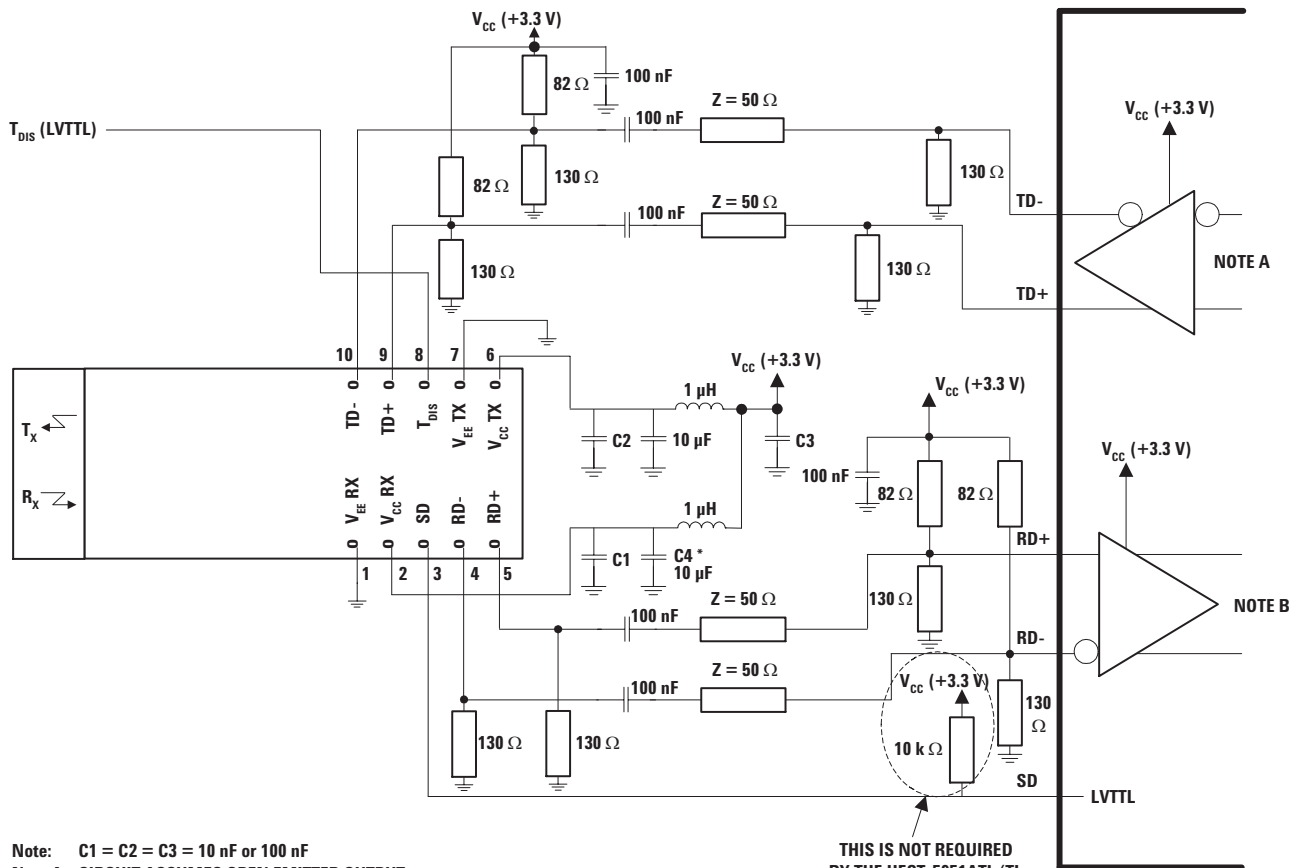 V_CC (+3.3 V)
82 Ω
100 nF
Z = 50 Ω
V_CC (+3.3 V)
T_DIS (LVTTL)
100 nF
82 Ω
130 Ω
130 Ω
Z = 50 Ω
TD-
100 nF
NOTE A
130 Ω
130 Ω
TD+
10 9 8 7 6
V_CC (+3.3 V)
1 µH
V_CC (+3.3 V)
TD-
TD+
T_DIS
V_EE TX
V_CC TX
T_X
C2
10 µF
C3
V_CC (+3.3 V)
100 nF
82 Ω
82 Ω
R_X
V_EE RX
V_CC RX
SD
RD-
RD+
1 µH
RD+
C1
C4 *
10 µF
1 2 3 4 5
Z = 50 Ω
130 Ω
NOTE B
100 nF
RD-
Z = 50 Ω
100 nF
V_CC (+3.3 V)
130
Ω
130 Ω
130 Ω
10 k Ω
SD
LVTTL
Note: C1 = C2 = C3 = 10 nF or 100 nF
THIS IS NOT REQUIRED